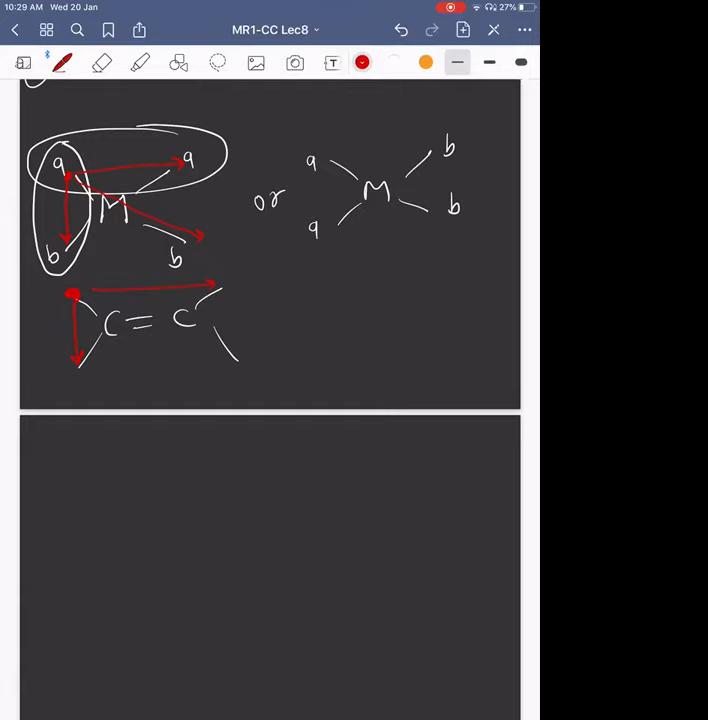 10:29 AM Wed 20 Jan
27%
MR1-CC Lec8
T
a a
M
b b
or
a b
M
a b
C = C